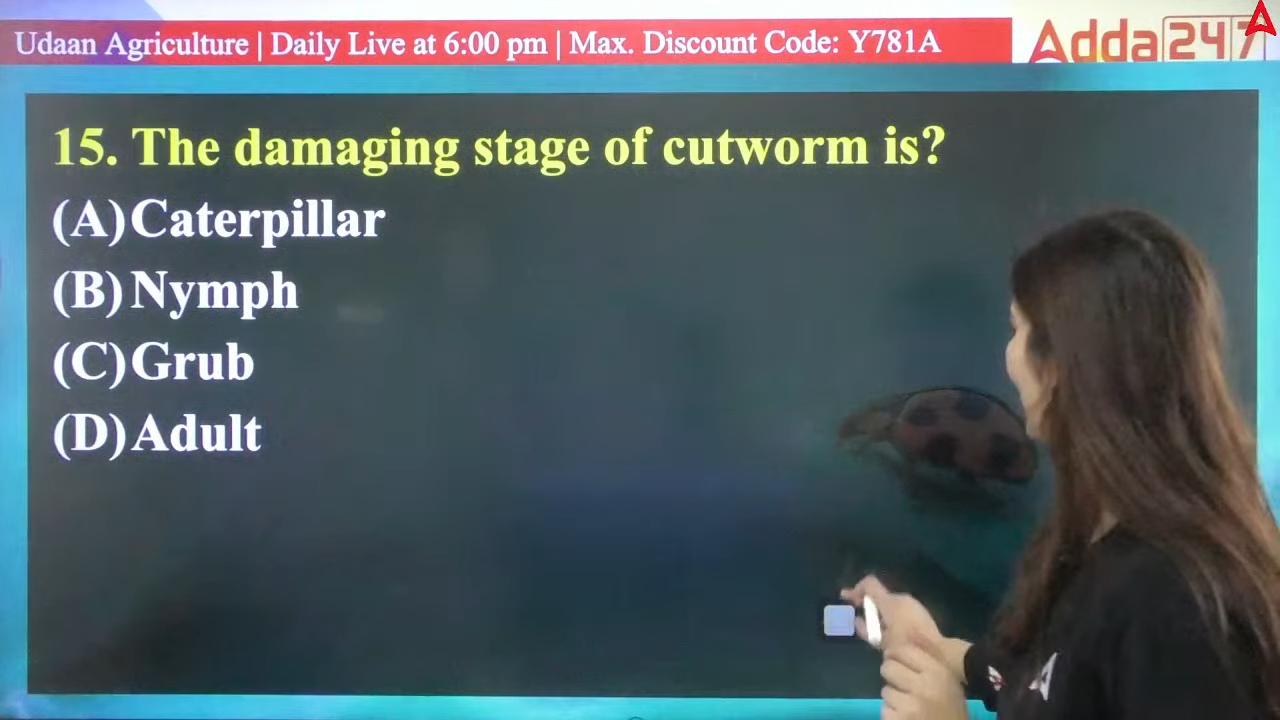 Udaan Agriculture | Daily Live at 6:00 pm | Max. Discount Code: Y781A
Adda247
15. The damaging stage of cutworm is?
(A) Caterpillar
(B) Nymph
(C) Grub
(D) Adult